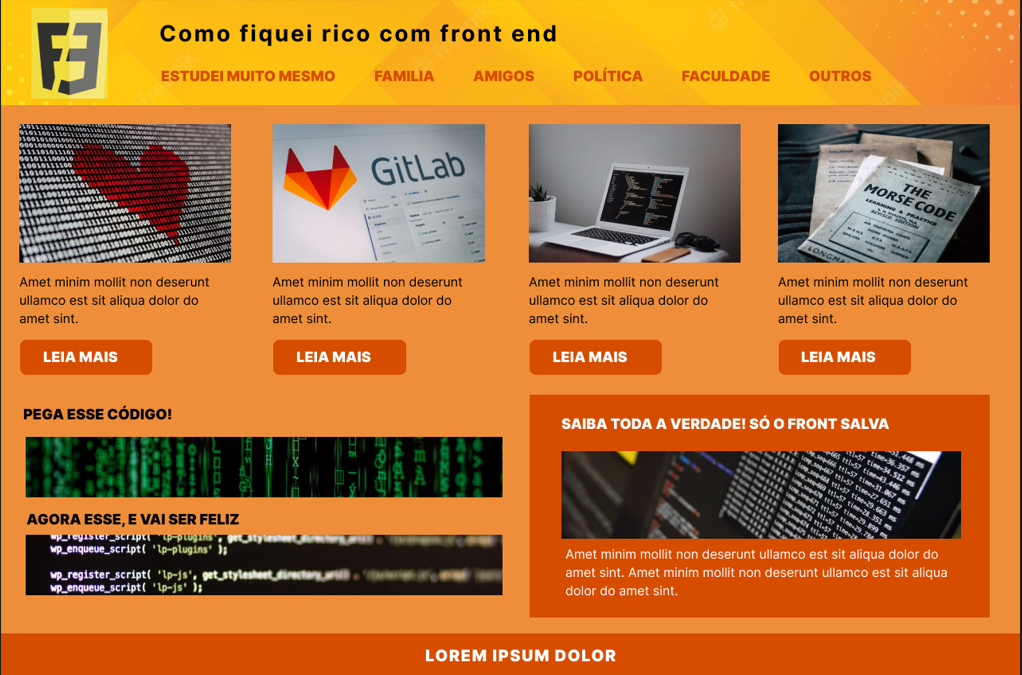 Como fiquei rico com front end
ESTUDEI MUITO MESMO FAMILIA AMIGOS POLÍTICA FACULDADE OUTROS
GitLab
THE
MORSE CODE
LEARNING & PRACTICE
REVISED EDITION
Amet minim mollit non deserunt
ullamco est sit aliqua dolor do
amet sint.
LEIA MAIS
Amet minim mollit non deserunt
ullamco est sit aliqua dolor do
amet sint.
LEIA MAIS
Amet minim mollit non deserunt
ullamco est sit aliqua dolor do
amet sint.
LEIA MAIS
Amet minim mollit non deserunt
ullamco est sit aliqua dolor do
amet sint.
LEIA MAIS
PEGA ESSE CÓDIGO!
AGORA ESSE, E VAI SER FELIZ
wp_register_script( 'lp-plugins', get_stylesheet_directory_uri()
wp_enqueue_script( 'lp-plugins' );
wp_register_script( 'lp-js', get_stylesheet_directory_uri()
wp_enqueue_script( 'lp-js' );
SAIBA TODA A VERDADE! SÓ O FRONT SALVA
Amet minim mollit non deserunt ullamco est sit aliqua dolor do
amet sint. Amet minim mollit non deserunt ullamco est sit aliqua
dolor do amet sint.
LOREM IPSUM DOLOR